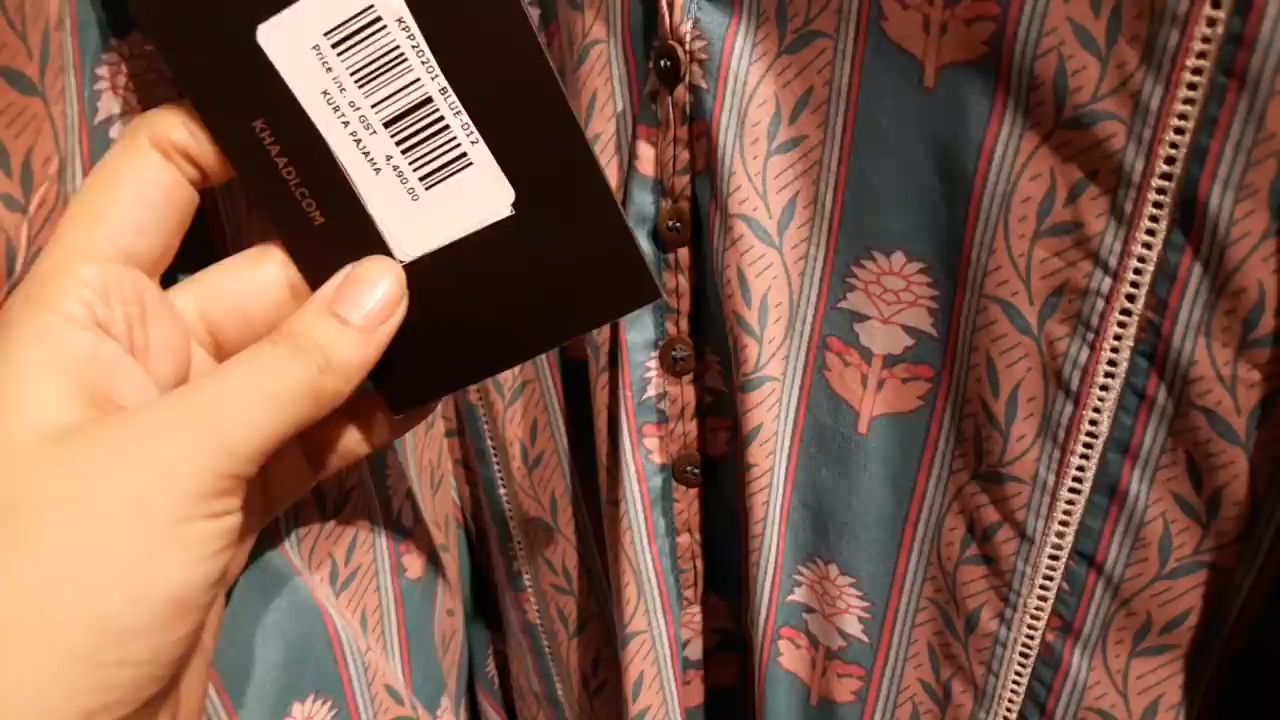 KPP20201-BLUE-012
Price inc. of GST 4,490.00
KURTA PAJAMA
KHAADI.COM